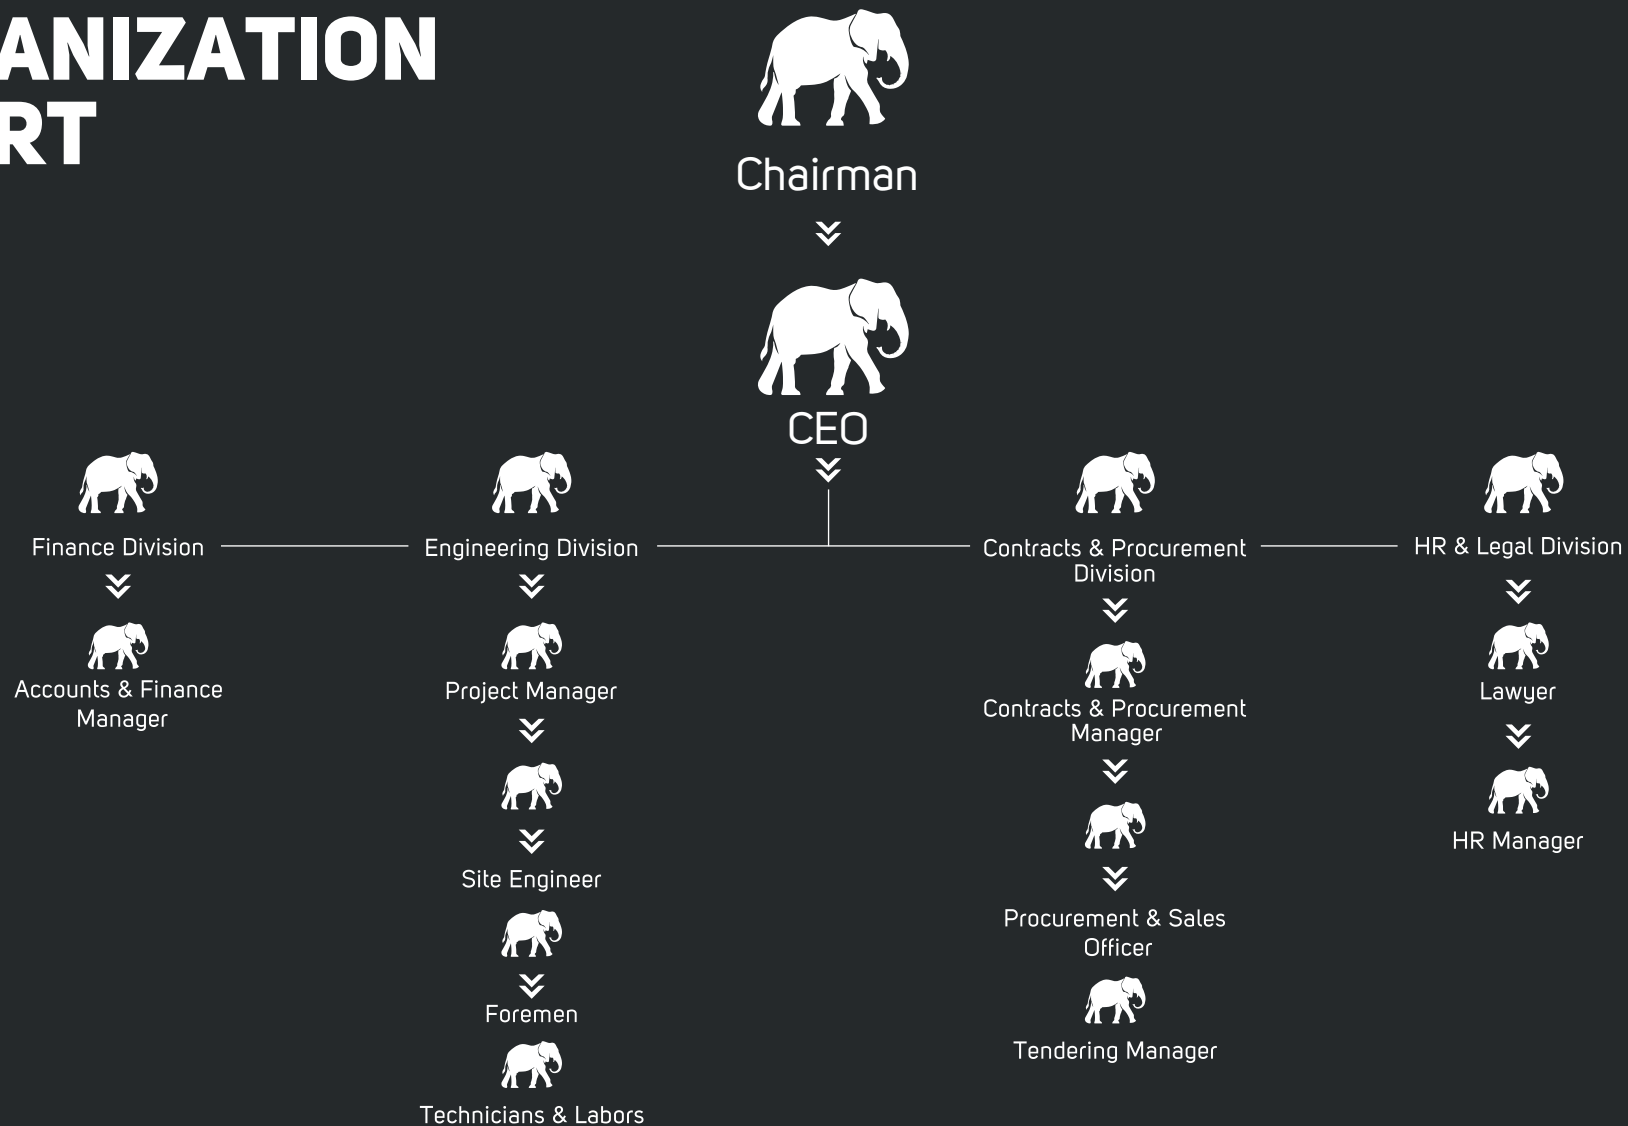 ANIZATION
RT
Chairman
CEO
Finance Division
Engineering Division
Contracts & Procurement
Division
HR & Legal Division
Accounts & Finance
Manager
Project Manager
Contracts & Procurement
Manager
Lawyer
Site Engineer
Procurement & Sales
Officer
HR Manager
Foremen
Tendering Manager
Technicians & Labors